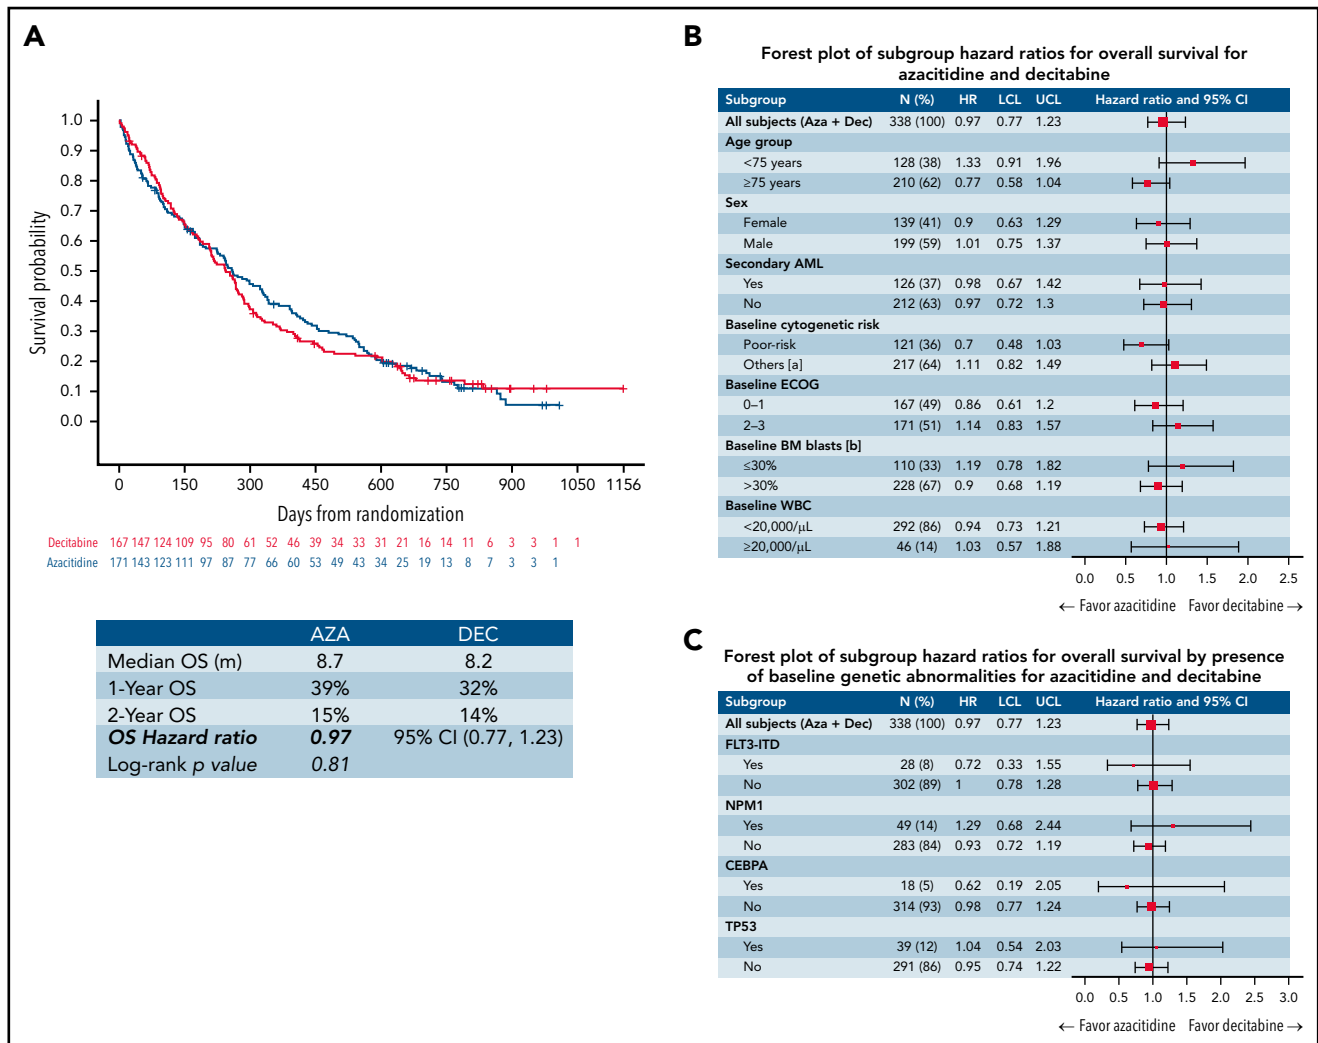 A
1.0
0.9
0.8
0.7
0.6
0.5
0.4
0.3
0.2
0.1
0.0
Survival probability
0 150 300 450 600 750 900 1050 1156
Days from randomization
Decitabine 167 147 124 109 95 80 61 52 46 39 34 33 31 21 16 14 11 6 3 3 1 1
Azacitidine 171 143 123 111 97 87 77 66 60 53 49 43 34 25 19 13 8 7 3 3 1
AZA DEC
Median OS (m) 8.7 8.2
1-Year OS 39% 32%
2-Year OS 15% 14%
OS Hazard ratio 0.97 95% CI (0.77, 1.23)
Log-rank p value 0.81
B
Forest plot of subgroup hazard ratios for overall survival for
azacitidine and decitabine
Subgroup N (%) HR LCL UCL Hazard ratio and 95% CI
All subjects (Aza + Dec) 338 (100) 0.97 0.77 1.23
Age group
<75 years 128 (38) 1.33 0.91 1.96
≥75 years 210 (62) 0.77 0.58 1.04
Sex
Female 139 (41) 0.9 0.63 1.29
Male 199 (59) 1.01 0.75 1.37
Secondary AML
Yes 126 (37) 0.98 0.67 1.42
No 212 (63) 0.97 0.72 1.3
Baseline cytogenetic risk
Poor-risk 121 (36) 0.7 0.48 1.03
Others [a] 217 (64) 1.11 0.82 1.49
Baseline ECOG
0–1 167 (49) 0.86 0.61 1.2
2–3 171 (51) 1.14 0.83 1.57
Baseline BM blasts [b]
≤30% 110 (33) 1.19 0.78 1.82
>30% 228 (67) 0.9 0.68 1.19
Baseline WBC
<20,000/μL 292 (86) 0.94 0.73 1.21
≥20,000/μL 46 (14) 1.03 0.57 1.88
0.0 0.5 1.0 1.5 2.0 2.5
← Favor azacitidine Favor decitabine →
C
Forest plot of subgroup hazard ratios for overall survival by presence
of baseline genetic abnormalities for azacitidine and decitabine
Subgroup N (%) HR LCL UCL Hazard ratio and 95% CI
All subjects (Aza + Dec) 338 (100) 0.97 0.77 1.23
FLT3-ITD
Yes 28 (8) 0.72 0.33 1.55
No 302 (89) 1 0.78 1.28
NPM1
Yes 49 (14) 1.29 0.68 2.44
No 283 (84) 0.93 0.72 1.19
CEBPA
Yes 18 (5) 0.62 0.19 2.05
No 314 (93) 0.98 0.77 1.24
TP53
Yes 39 (12) 1.04 0.54 2.03
No 291 (86) 0.95 0.74 1.22
0.0 0.5 1.0 1.5 2.0 2.5 3.0
← Favor azacitidine Favor decitabine →